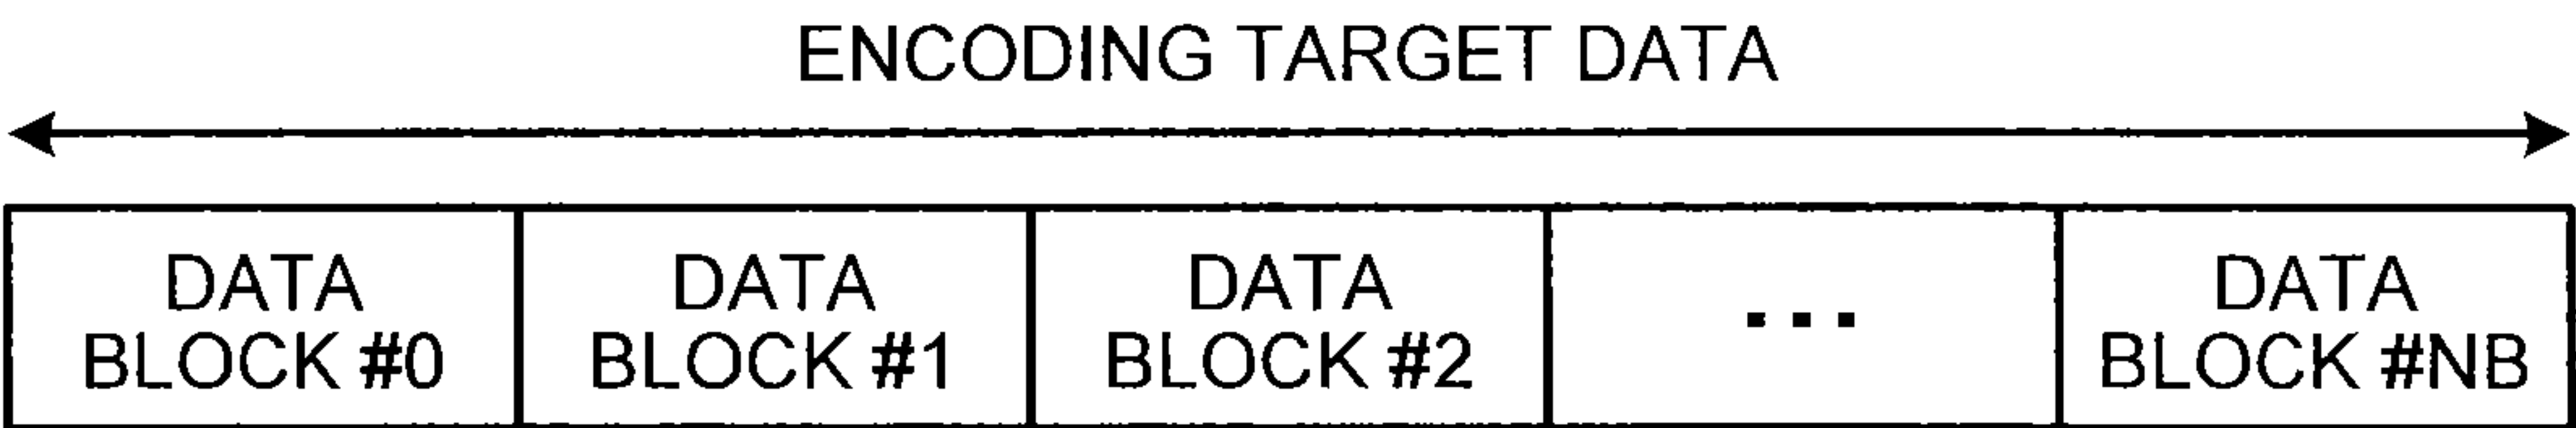 ENCODING TARGET DATA
DATA
BLOCK #0
DATA
BLOCK #1
DATA
BLOCK #2
...
DATA
BLOCK #NB